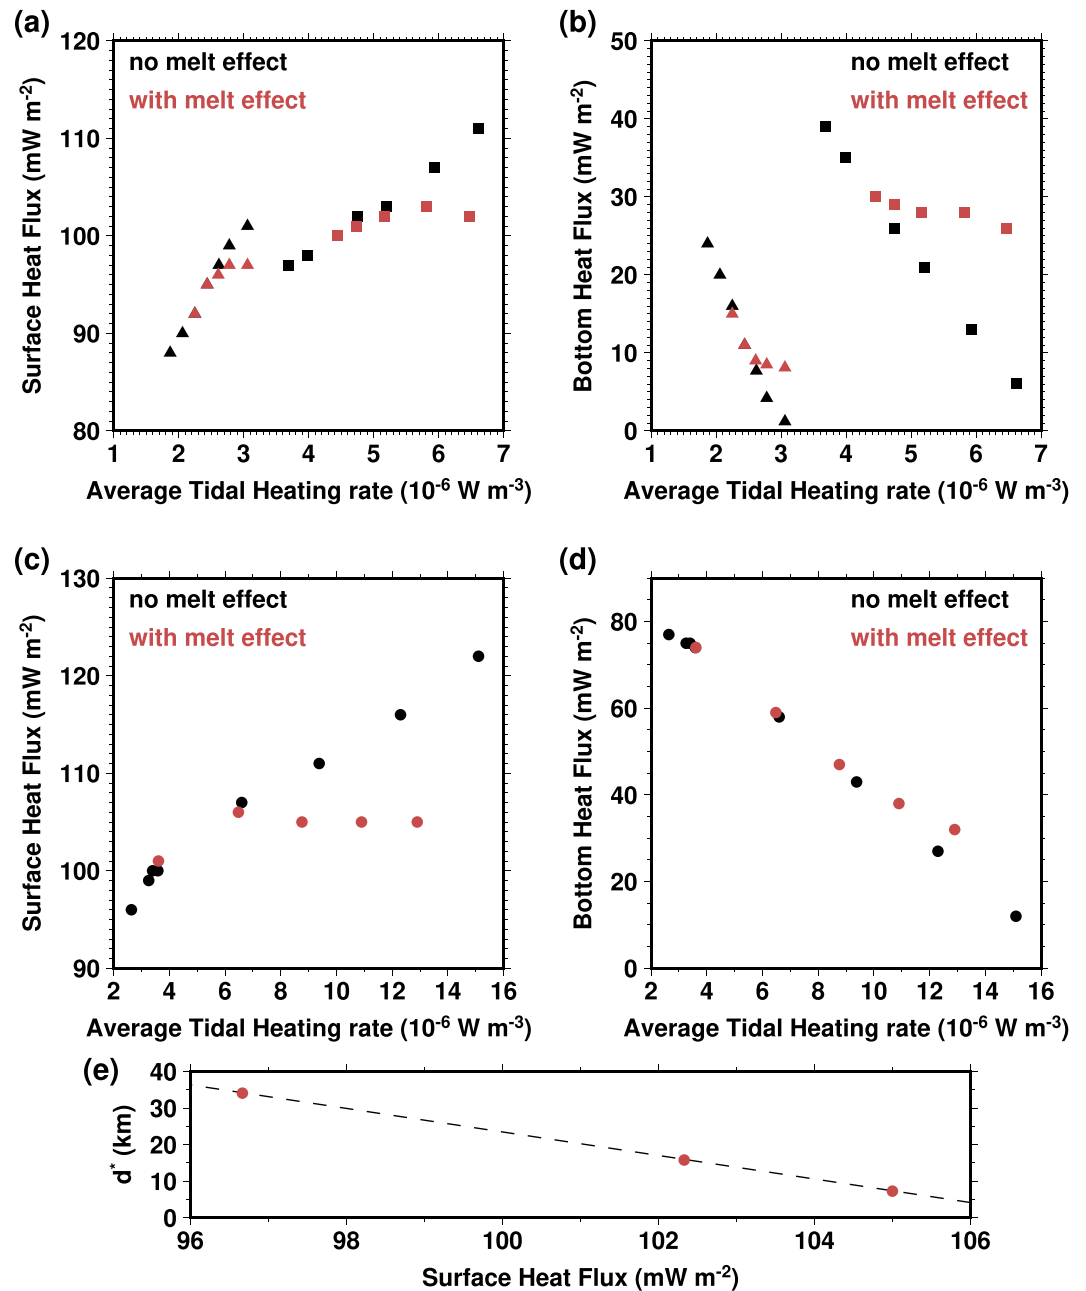 (a)
120
110
100
90
80
Surface Heat Flux (mW m-2)
no melt effect
with melt effect
1 2 3 4 5 6 7
Average Tidal Heating rate (10-6 W m-3)
(b)
50
40
30
20
10
0
Bottom Heat Flux (mW m-2)
no melt effect
with melt effect
1 2 3 4 5 6 7
Average Tidal Heating rate (10-6 W m-3)
(c)
130
120
110
100
90
Surface Heat Flux (mW m-2)
no melt effect
with melt effect
2 4 6 8 10 12 14 16
Average Tidal Heating rate (10-6 W m-3)
(d)
80
60
40
20
0
Bottom Heat Flux (mW m-2)
no melt effect
with melt effect
2 4 6 8 10 12 14 16
Average Tidal Heating rate (10-6 W m-3)
(e)
40
30
20
10
0
d* (km)
96 98 100 102 104 106
Surface Heat Flux (mW m-2)